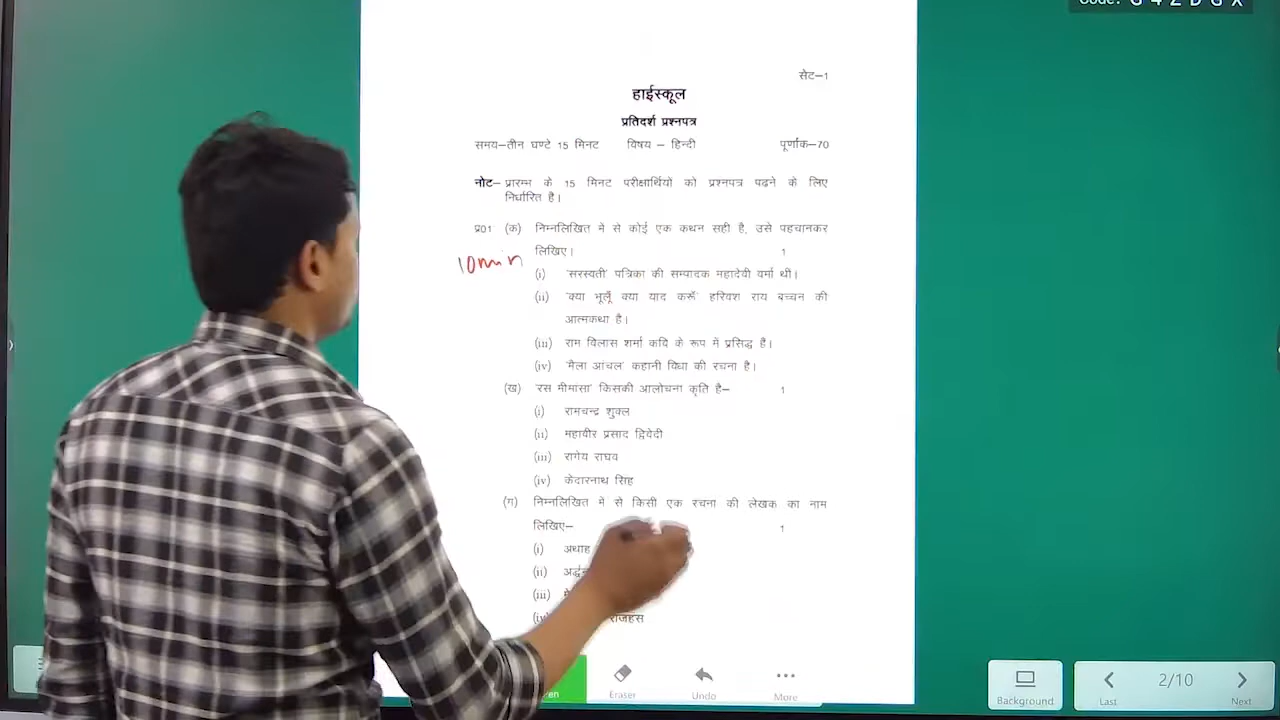 Code: G 4 Z D G X
सेट–1
हाईस्कूल
प्रतिदर्श प्रश्नपत्र
समय–तीन घण्टे 15 मिनट विषय – हिन्दी पूर्णांक–70
नोट– प्रारम्भ के 15 मिनट परीक्षार्थियों को प्रश्नपत्र पढ़ने के लिए
निर्धारित है।
प्र01 (क) निम्नलिखित में से कोई एक कथन सही है, उसे पहचानकर
लिखिए। 1
10min
(i) 'सरस्वती' पत्रिका की सम्पादक महादेवी वर्मा थी।
(ii) 'क्या भूलूँ क्या याद करूँ' हरिवंश राय बच्चन की
आत्मकथा है।
(iii) राम विलास शर्मा कवि के रूप में प्रसिद्ध है।
(iv) 'मैला आंचल' कहानी विधा की रचना है।
(ख) 'रस मीमांसा' किसकी आलोचना कृति है– 1
(i) रामचन्द्र शुक्ल
(ii) महावीर प्रसाद द्विवेदी
(iii) रांगेय राघव
(iv) केदारनाथ सिंह
(ग) निम्नलिखित में से किसी एक रचना की लेखक का नाम
लिखिए– 1
(i) अथाह
(ii)
(iii)
राजहंस
Eraser Undo More
Background Last 2/10 Next